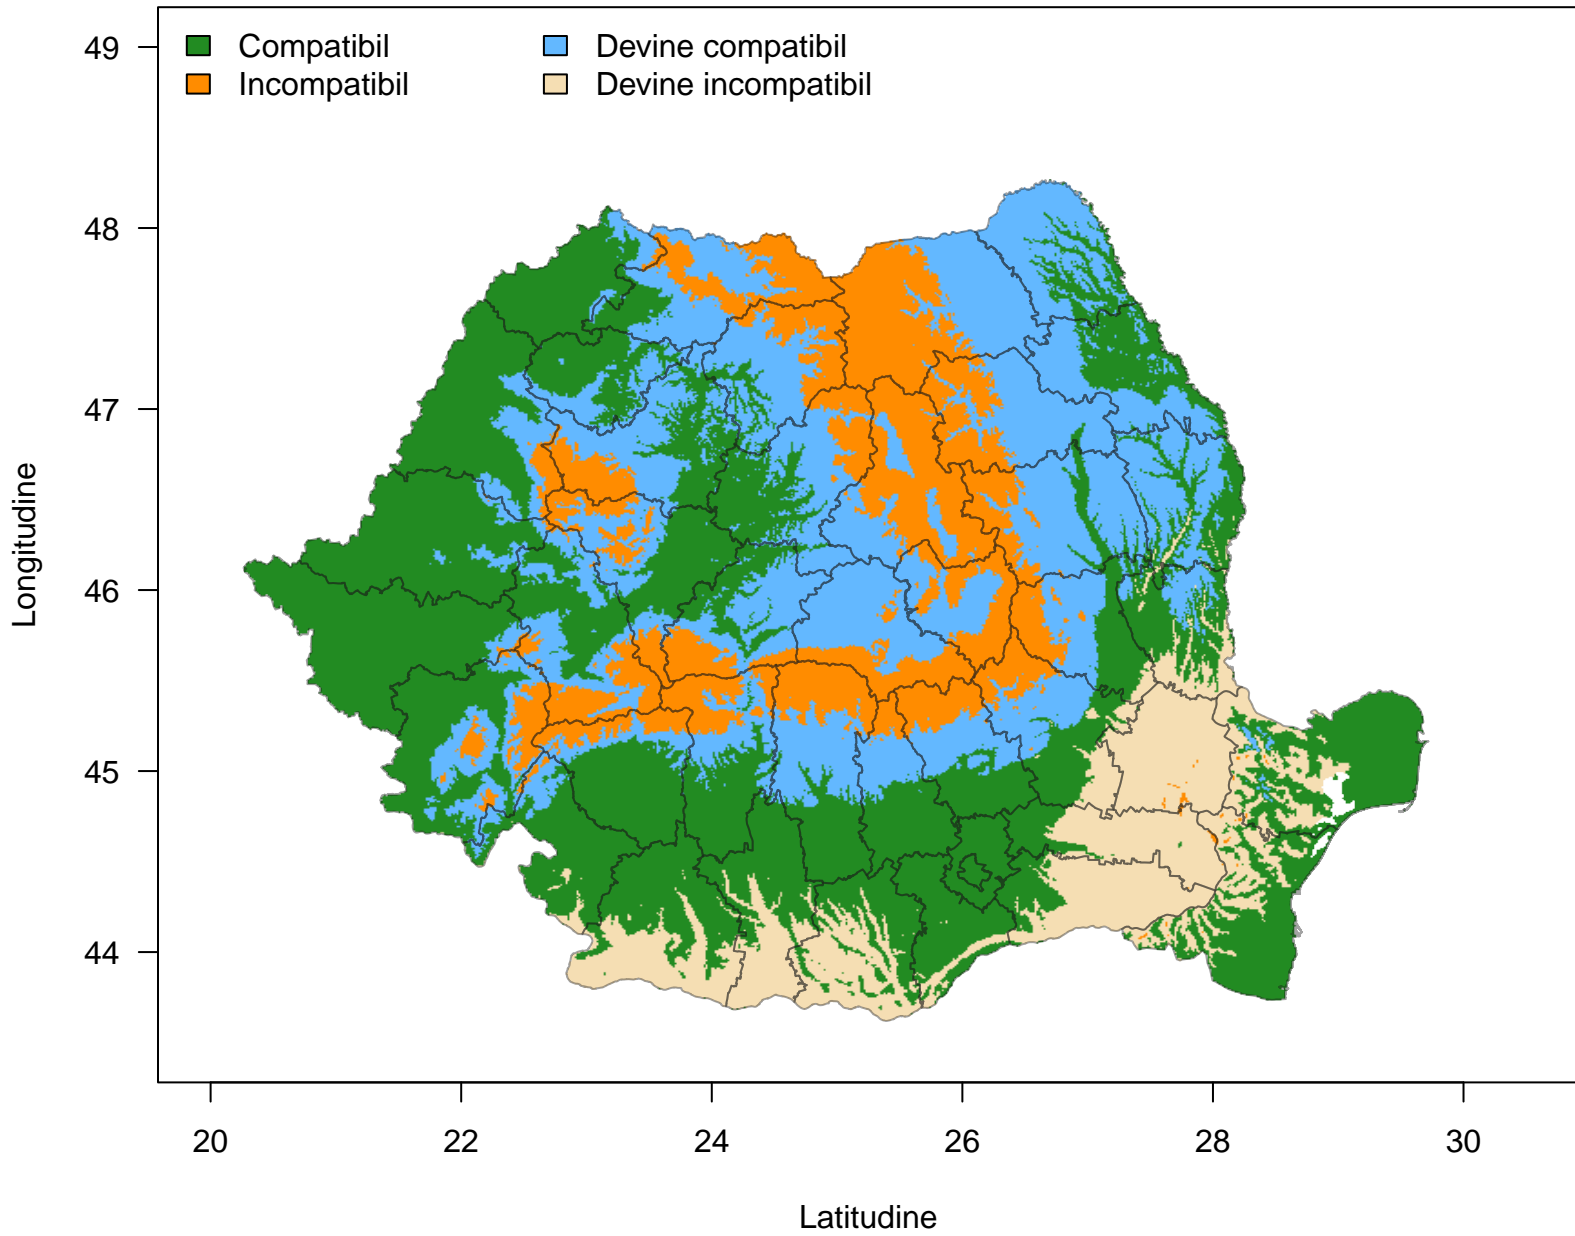 Compatibil
Incompatibil
Devine compatibil
Devine incompatibil
49
48
47
46
45
44
Longitudine
20 22 24 26 28 30
Latitudine